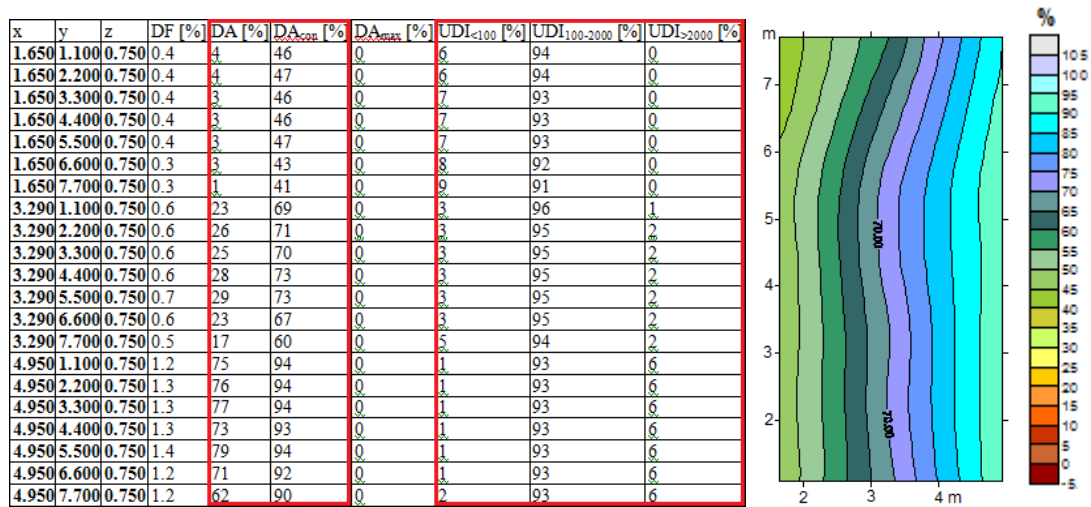 x y z DF [%] DA [%] DAcon [%] DAmax [%] UDI<100 [%] UDI100-2000 [%] UDI>2000 [%]
1.650 1.100 0.750 0.4 4 46 0 6 94 0
1.650 2.200 0.750 0.4 4 47 0 6 94 0
1.650 3.300 0.750 0.4 3 46 0 7 93 0
1.650 4.400 0.750 0.4 3 46 0 7 93 0
1.650 5.500 0.750 0.4 3 47 0 7 93 0
1.650 6.600 0.750 0.3 3 43 0 8 92 0
1.650 7.700 0.750 0.3 1 41 0 9 91 0
3.290 1.100 0.750 0.6 23 69 0 3 96 1
3.290 2.200 0.750 0.6 26 71 0 3 95 2
3.290 3.300 0.750 0.6 25 70 0 3 95 2
3.290 4.400 0.750 0.6 28 73 0 3 95 2
3.290 5.500 0.750 0.7 29 73 0 3 95 2
3.290 6.600 0.750 0.6 23 67 0 3 95 2
3.290 7.700 0.750 0.5 17 60 0 5 94 2
4.950 1.100 0.750 1.2 75 94 0 1 93 6
4.950 2.200 0.750 1.3 76 94 0 1 93 6
4.950 3.300 0.750 1.3 77 94 0 1 93 6
4.950 4.400 0.750 1.3 73 93 0 1 93 6
4.950 5.500 0.750 1.4 79 94 0 1 93 6
4.950 6.600 0.750 1.2 71 92 0 1 93 6
4.950 7.700 0.750 1.2 62 90 0 2 93 6
m
7
6
5
4
3
2
70.00
70.00
2 3 4 m
%
105
100
95
90
85
80
75
70
65
60
55
50
45
40
35
30
25
20
15
10
5
0
-5